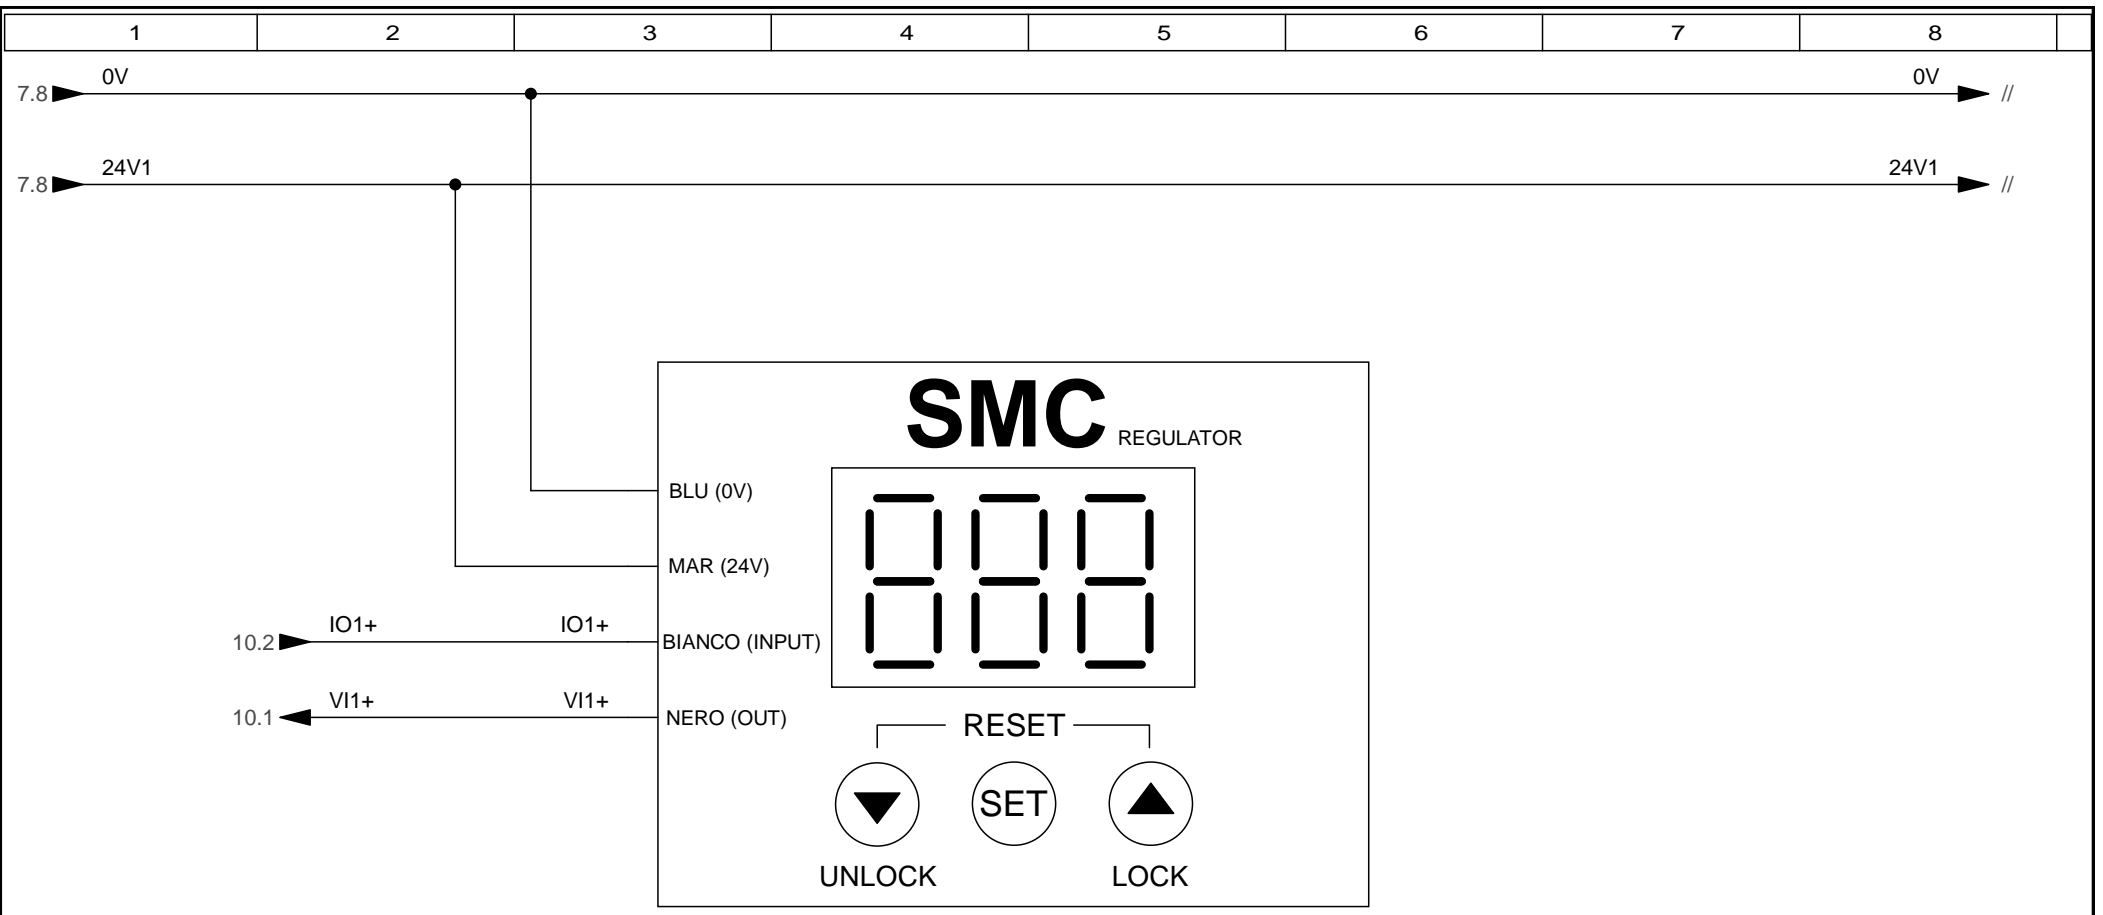 1 2 3 4 5 6 7 8
0V 0V
7.8 //
24V1 24V1
7.8 //
SMC REGULATOR
BLU (0V)
MAR (24V)
IO1+ IO1+
10.2 BIANCO (INPUT)
VI1+ VI1+
10.1 NERO (OUT)
RESET
SET
UNLOCK LOCK